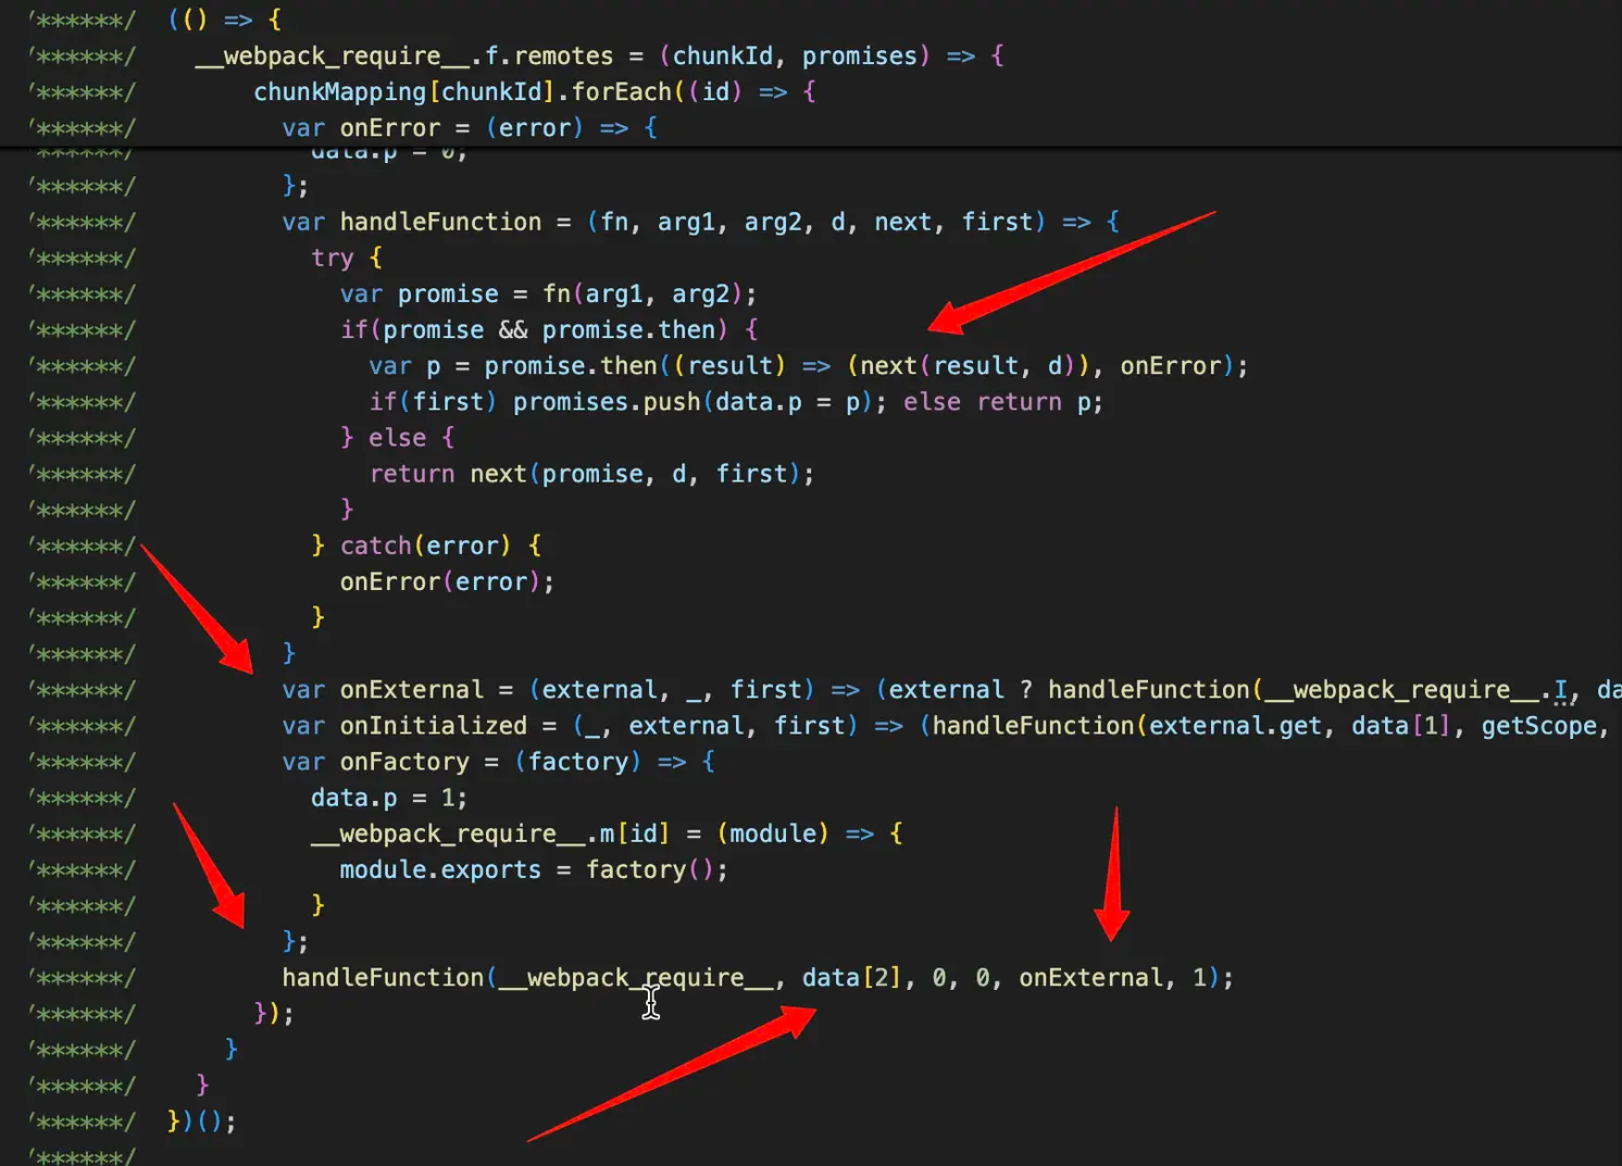 /******/ (() => {
/******/ __webpack_require__.f.remotes = (chunkId, promises) => {
/******/ chunkMapping[chunkId].forEach((id) => {
/******/ var onError = (error) => {
/******/ data.p = 0;
/******/ };
/******/ var handleFunction = (fn, arg1, arg2, d, next, first) => {
/******/ try {
/******/ var promise = fn(arg1, arg2);
/******/ if(promise && promise.then) {
/******/ var p = promise.then((result) => (next(result, d)), onError);
/******/ if(first) promises.push(data.p = p); else return p;
/******/ } else {
/******/ return next(promise, d, first);
/******/ }
/******/ } catch(error) {
/******/ onError(error);
/******/ }
/******/ }
/******/ var onExternal = (external, _, first) => (external ? handleFunction(__webpack_require__.I, da
/******/ var onInitialized = (_, external, first) => (handleFunction(external.get, data[1], getScope,
/******/ var onFactory = (factory) => {
/******/ data.p = 1;
/******/ __webpack_require__.m[id] = (module) => {
/******/ module.exports = factory();
/******/ }
/******/ };
/******/ handleFunction(__webpack_require__, data[2], 0, 0, onExternal, 1);
/******/ });
/******/ }
/******/ }
/******/ })();
/******/